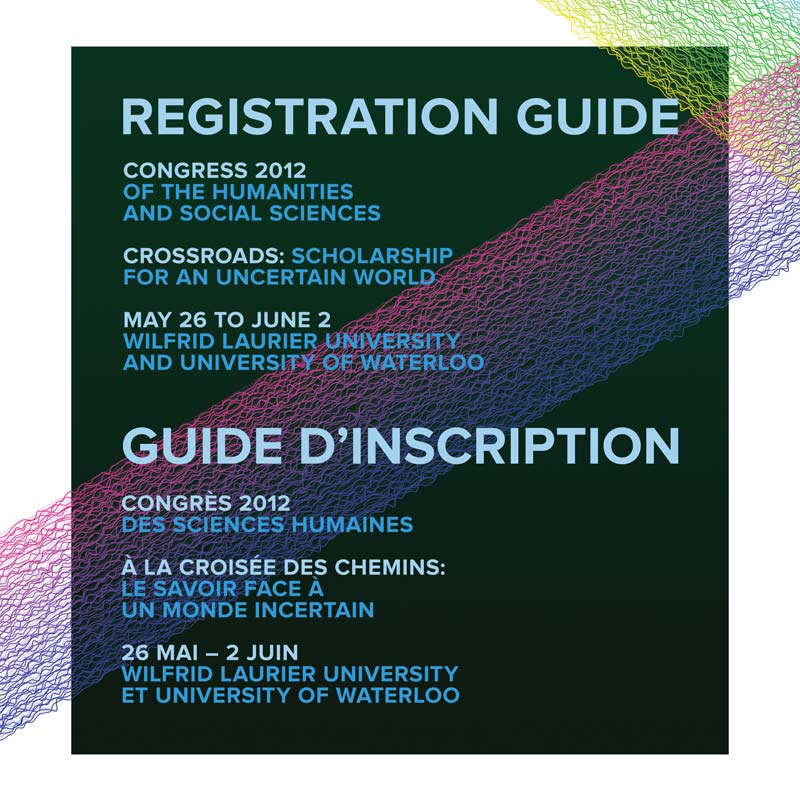 REGISTRATION GUIDE
CONGRESS 2012
OF THE HUMANITIES
AND SOCIAL SCIENCES
CROSSROADS: SCHOLARSHIP
FOR AN UNCERTAIN WORLD
MAY 26 TO JUNE 2
WILFRID LAURIER UNIVERSITY
AND UNIVERSITY OF WATERLOO
GUIDE D’INSCRIPTION
CONGRÈS 2012
DES SCIENCES HUMAINES
À LA CROISÉE DES CHEMINS:
LE SAVOIR FACE À
UN MONDE INCERTAIN
26 MAI – 2 JUIN
WILFRID LAURIER UNIVERSITY
ET UNIVERSITY OF WATERLOO